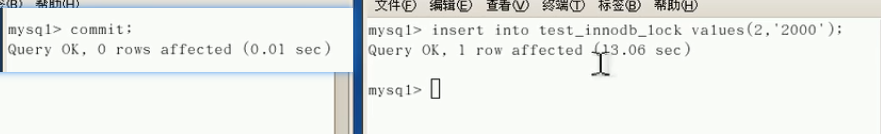 (B) 帮助(H)
mysql> commit;
Query OK, 0 rows affected (0.01 sec)
文件(F) 编辑(E) 查看(V) 终端(T) 标签(B) 帮助(H)
mysql> insert into test_innodb_lock values(2,'2000');
Query OK, 1 row affected (13.06 sec)
mysql>